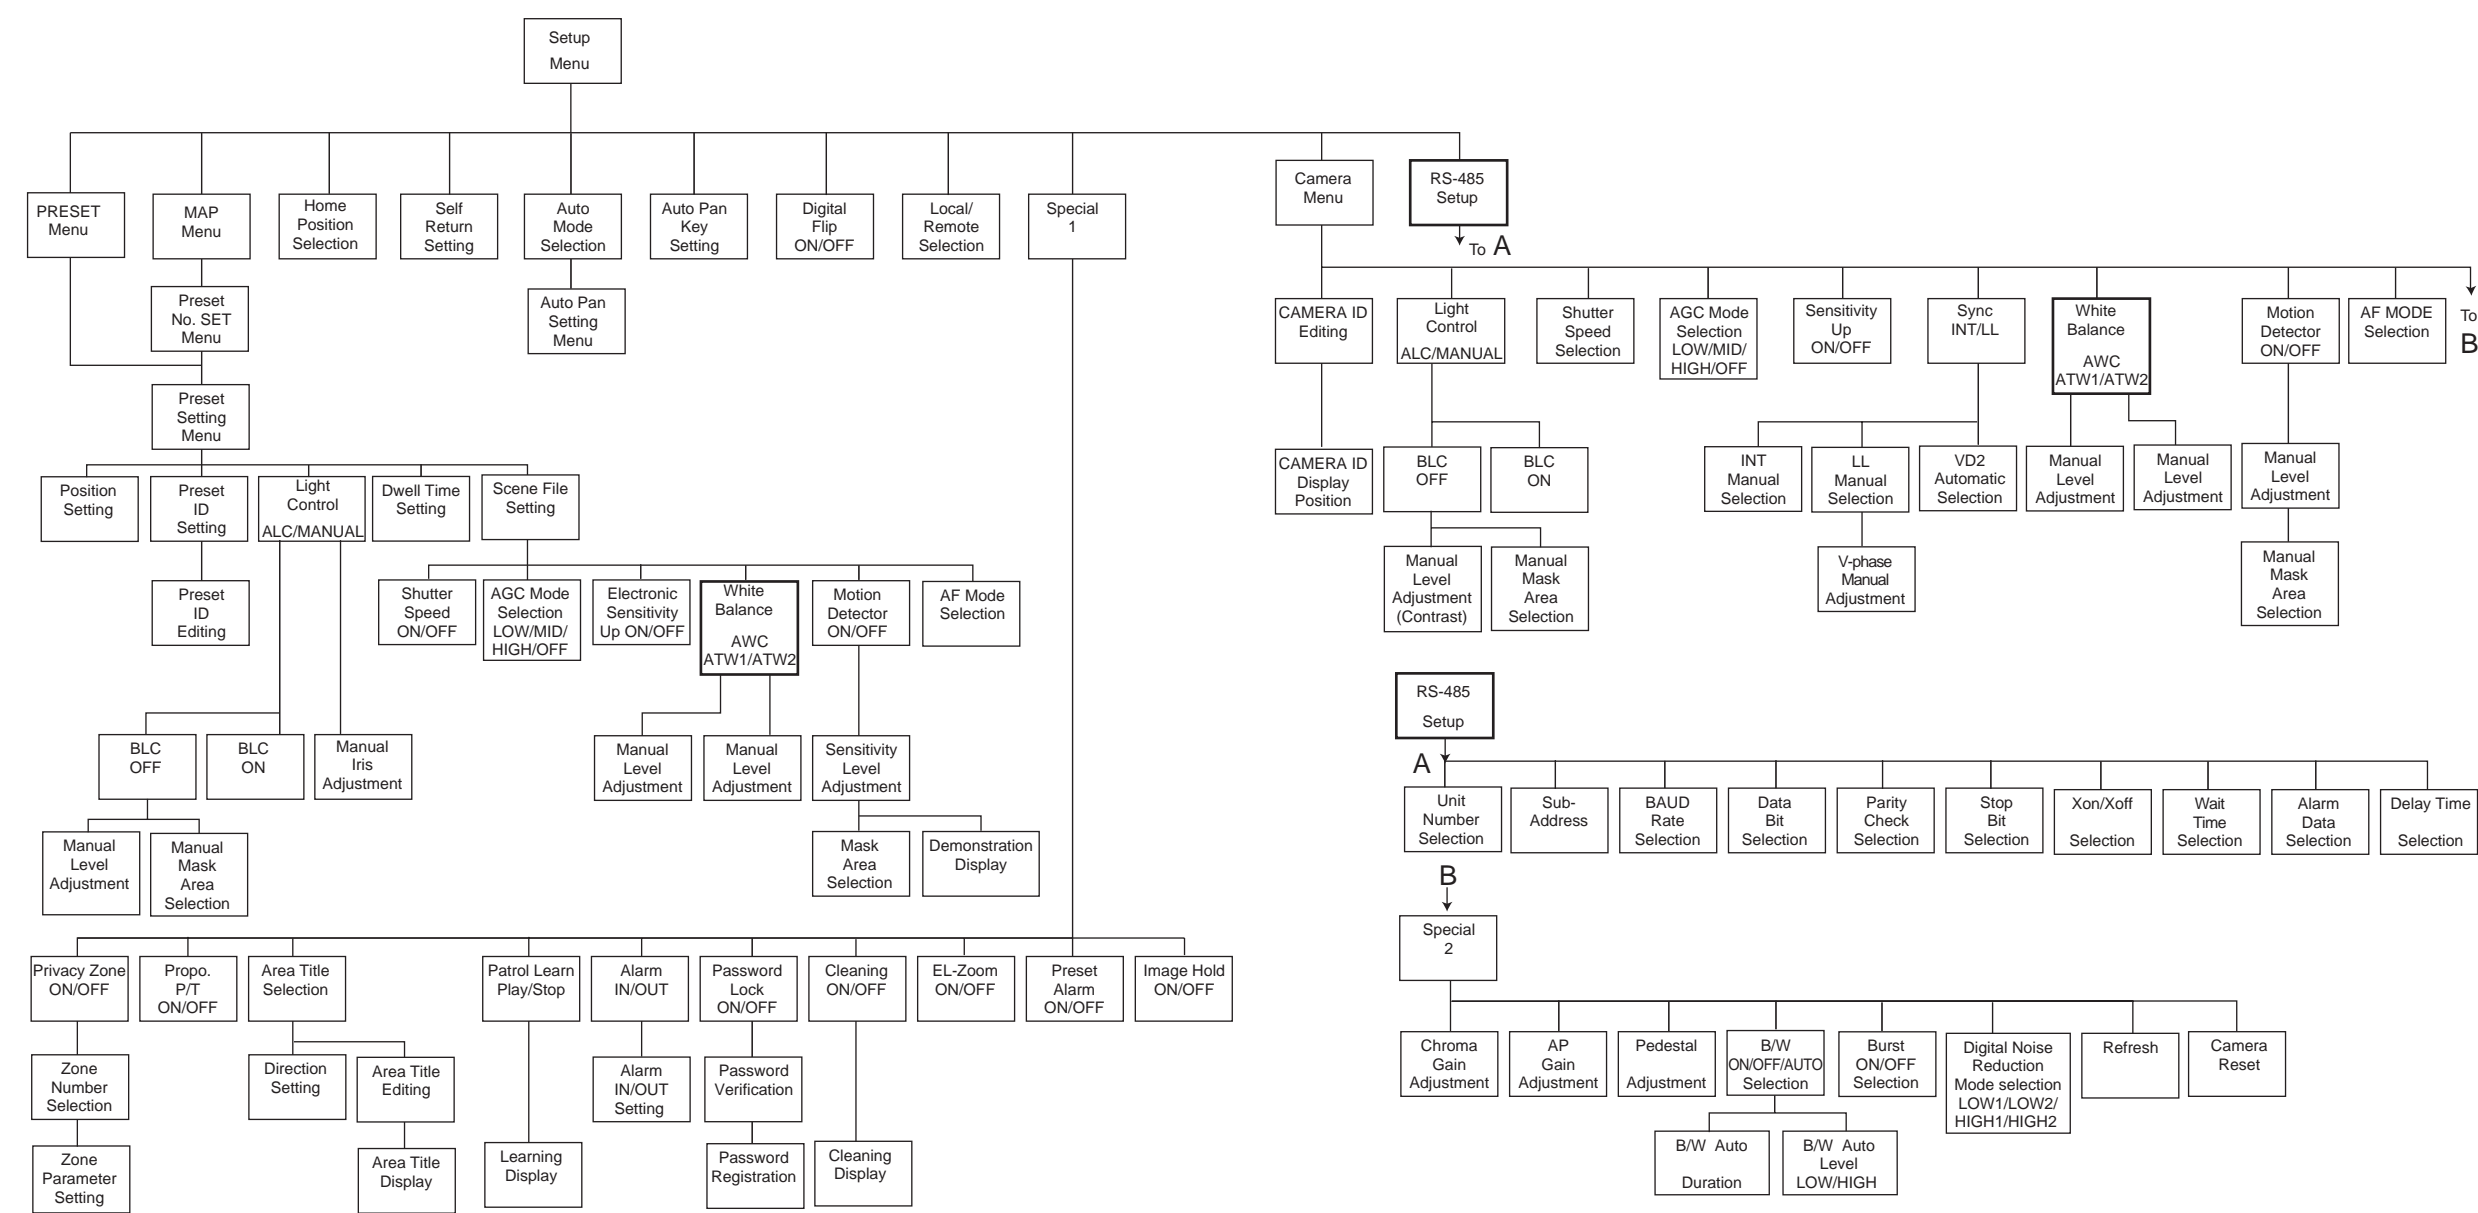 Setup
Menu
PRESET
Menu
MAP
Menu
Home
Position
Selection
Self
Return
Setting
Auto
Mode
Selection
Auto Pan
Key
Setting
Digital
Flip
ON/OFF
Local/
Remote
Selection
Special
1
Camera
Menu
RS-485
Setup
To A
Preset
No. SET
Menu
Auto Pan
Setting
Menu
Preset
Setting
Menu
Position
Setting
Preset
ID
Setting
Light
Control
ALC/MANUAL
Dwell Time
Setting
Scene File
Setting
Preset
ID
Editing
Shutter
Speed
ON/OFF
AGC Mode
Selection
LOW/MID/
HIGH/OFF
Electronic
Sensitivity
Up ON/OFF
White
Balance
AWC
ATW1/ATW2
Motion
Detector
ON/OFF
AF Mode
Selection
BLC
OFF
BLC
ON
Manual
Iris
Adjustment
Manual
Level
Adjustment
Manual
Level
Adjustment
Sensitivity
Level
Adjustment
Manual
Level
Adjustment
Manual
Mask
Area
Selection
Mask
Area
Selection
Demonstration
Display
Privacy Zone
ON/OFF
Propo.
P/T
ON/OFF
Area Title
Selection
Patrol Learn
Play/Stop
Alarm
IN/OUT
Password
Lock
ON/OFF
Cleaning
ON/OFF
EL-Zoom
ON/OFF
Preset
Alarm
ON/OFF
Image Hold
ON/OFF
Zone
Number
Selection
Direction
Setting
Area Title
Editing
Alarm
IN/OUT
Setting
Password
Verification
Zone
Parameter
Setting
Area Title
Display
Learning
Display
Password
Registration
Cleaning
Display
CAMERA ID
Editing
Light
Control
ALC/MANUAL
Shutter
Speed
Selection
AGC Mode
Selection
LOW/MID/
HIGH/OFF
Sensitivity
Up
ON/OFF
Sync
INT/LL
White
Balance
AWC
ATW1/ATW2
Motion
Detector
ON/OFF
AF MODE
Selection
To
B
CAMERA ID
Display
Position
BLC
OFF
BLC
ON
INT
Manual
Selection
LL
Manual
Selection
VD2
Automatic
Selection
Manual
Level
Adjustment
Manual
Level
Adjustment
Manual
Level
Adjustment
Manual
Level
Adjustment
(Contrast)
Manual
Mask
Area
Selection
V-phase
Manual
Adjustment
Manual
Mask
Area
Selection
RS-485
Setup
A
Unit
Number
Selection
Sub-
Address
BAUD
Rate
Selection
Data
Bit
Selection
Parity
Check
Selection
Stop
Bit
Selection
Xon/Xoff
Selection
Wait
Time
Selection
Alarm
Data
Selection
Delay Time
Selection
B
Special
2
Chroma
Gain
Adjustment
AP
Gain
Adjustment
Pedestal
Adjustment
B/W
ON/OFF/AUTO
Selection
Burst
ON/OFF
Selection
Digital Noise
Reduction
Mode selection
LOW1/LOW2/
HIGH1/HIGH2
Refresh
Camera
Reset
B/W Auto
Duration
B/W Auto
Level
LOW/HIGH